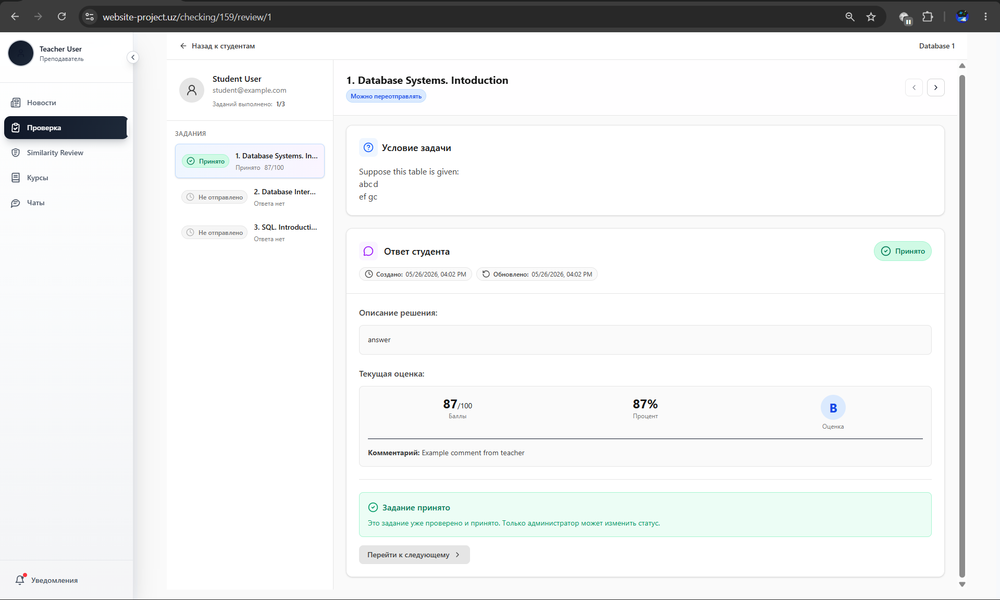 website-project.uz/checking/159/review/1
Teacher User
Преподаватель
Новости
Проверка
Similarity Review
Курсы
Чаты
Уведомления
Назад к студентам
Database 1
Student User
student@example.com
Заданий выполнено: 1/3
ЗАДАНИЯ
Принято
1. Database Systems. In...
Принято 87/100
Не отправлено
2. Database Inter...
Ответа нет
Не отправлено
3. SQL. Introducti...
Ответа нет
1. Database Systems. Intoduction
Можно переотправлять
Условие задачи
Suppose this table is given:
abc d
ef gc
Ответ студента
Принято
Создано: 05/26/2026, 04:02 PM
Обновлено: 05/26/2026, 04:02 PM
Описание решения:
answer
Текущая оценка:
87/100
Баллы
87%
Процент
B
Оценка
Комментарий: Example comment from teacher
Задание принято
Это задание уже проверено и принято. Только администратор может изменить статус.
Перейти к следующему